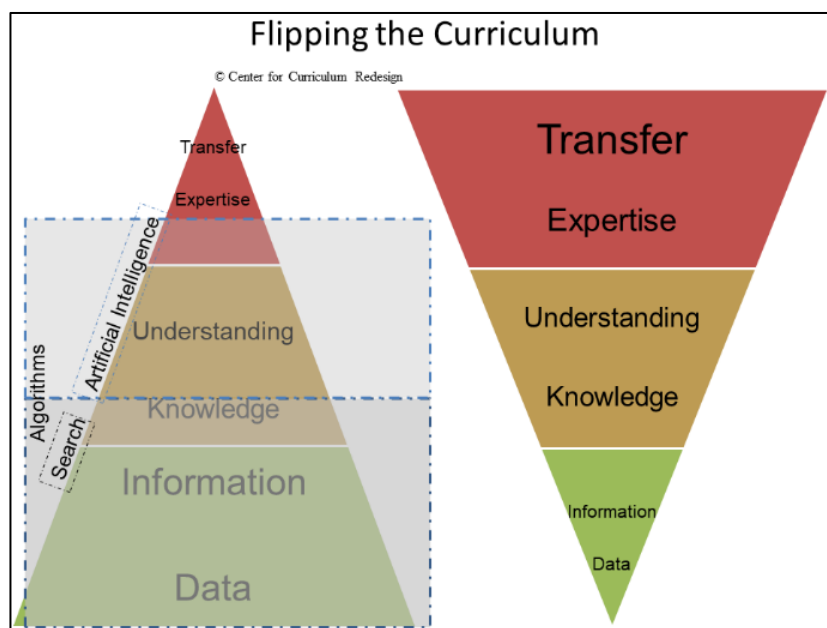 Flipping the Curriculum
© Center for Curriculum Redesign
Transfer
Expertise
Understanding
Knowledge
Information
Data
Algorithms
Artificial Intelligence
Search
Transfer
Expertise
Understanding
Knowledge
Information
Data